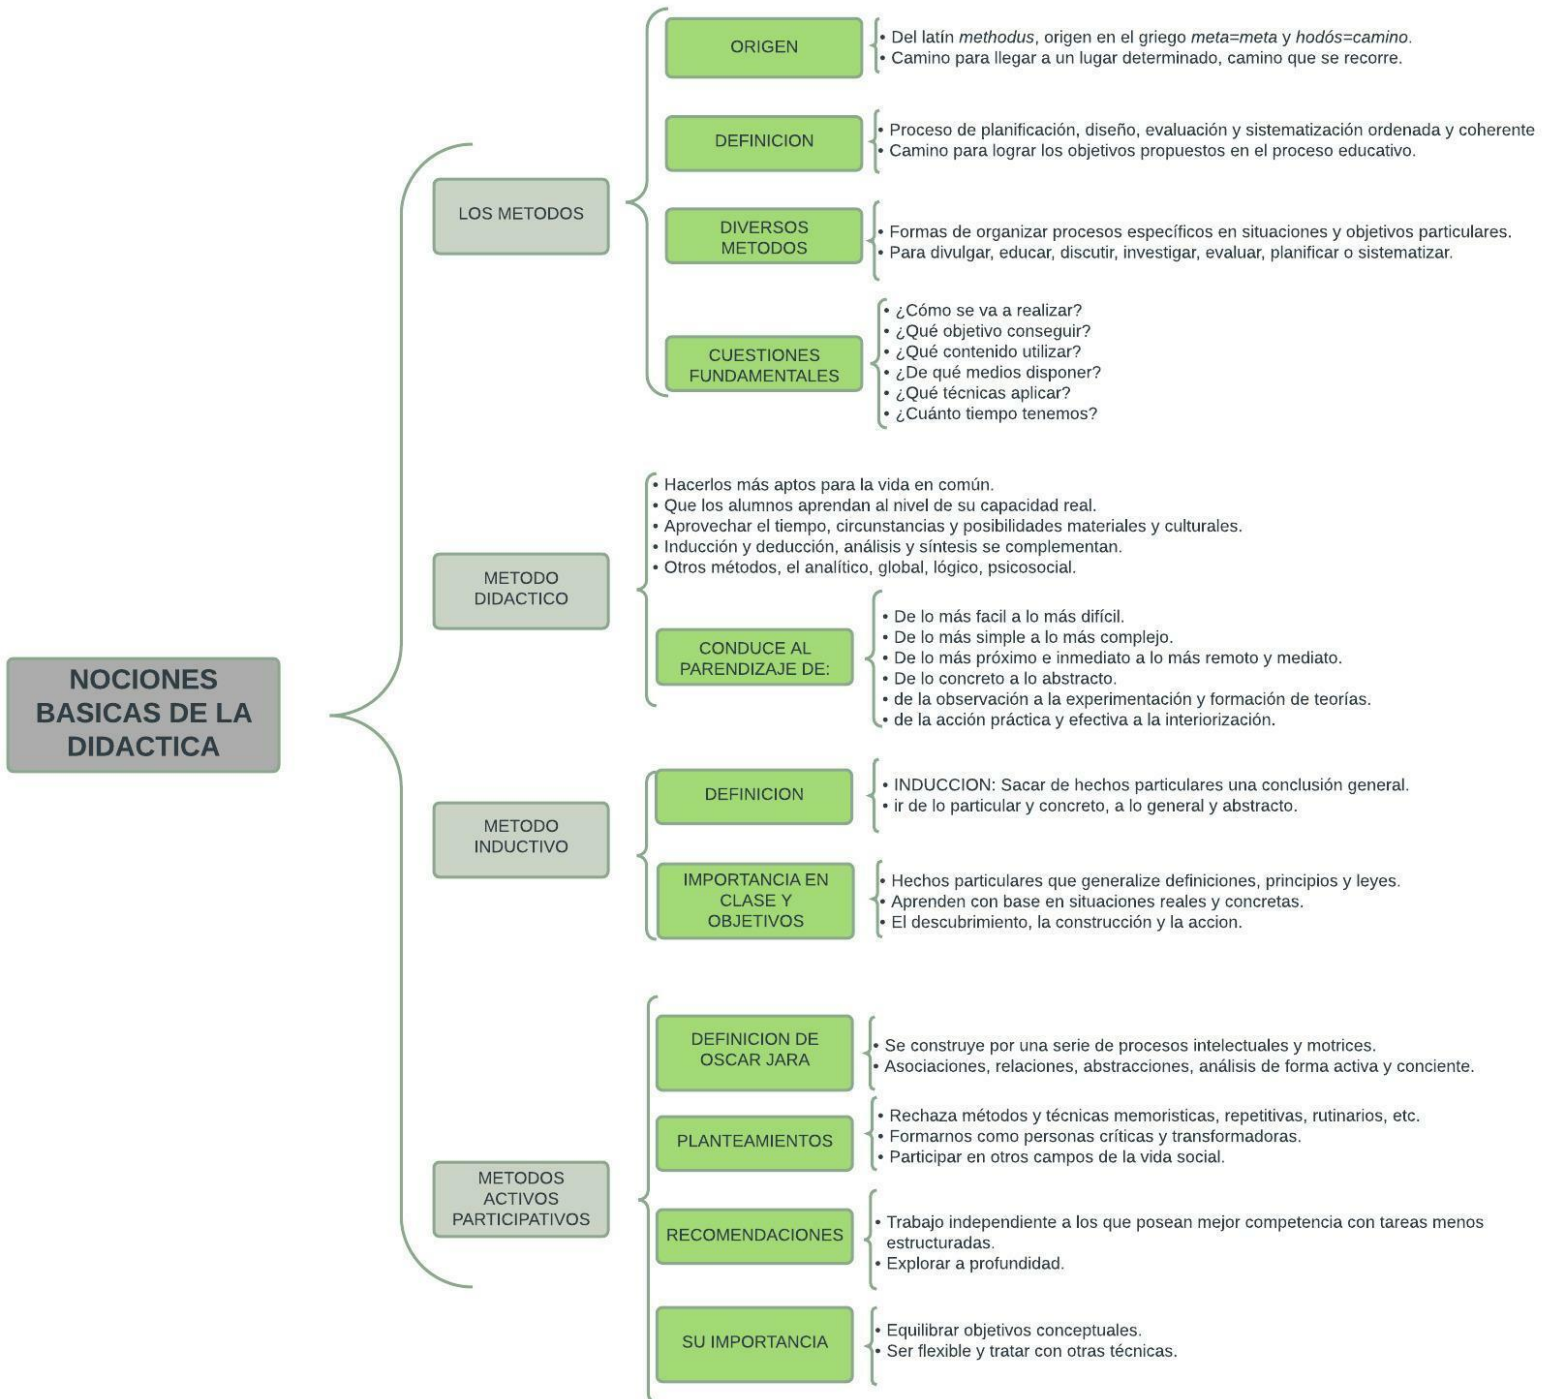 ORIGEN
• Del latín methodus, origen en el griego meta=meta y hodós=camino.
• Camino para llegar a un lugar determinado, camino que se recorre.
DEFINICION
• Proceso de planificación, diseño, evaluación y sistematización ordenada y coherente
• Camino para lograr los objetivos propuestos en el proceso educativo.
LOS METODOS
DIVERSOS
METODOS
• Formas de organizar procesos específicos en situaciones y objetivos particulares.
• Para divulgar, educar, discutir, investigar, evaluar, planificar o sistematizar.
CUESTIONES
FUNDAMENTALES
• ¿Cómo se va a realizar?
• ¿Qué objetivo conseguir?
• ¿Qué contenido utilizar?
• ¿De qué medios disponer?
• ¿Qué técnicas aplicar?
• ¿Cuánto tiempo tenemos?
METODO
DIDACTICO
• Hacerlos más aptos para la vida en común.
• Que los alumnos aprendan al nivel de su capacidad real.
• Aprovechar el tiempo, circunstancias y posibilidades materiales y culturales.
• Inducción y deducción, análisis y síntesis se complementan.
• Otros métodos, el analítico, global, lógico, psicosocial.
CONDUCE AL
PARENDIZAJE DE:
• De lo más facil a lo más difícil.
• De lo más simple a lo más complejo.
• De lo más próximo e inmediato a lo más remoto y mediato.
• De lo concreto a lo abstracto.
• de la observación a la experimentación y formación de teorías.
• de la acción práctica y efectiva a la interiorización.
NOCIONES
BASICAS DE LA
DIDACTICA
METODO
INDUCTIVO
DEFINICION
• INDUCCION: Sacar de hechos particulares una conclusión general.
• ir de lo particular y concreto, a lo general y abstracto.
IMPORTANCIA EN
CLASE Y
OBJETIVOS
• Hechos particulares que generalize definiciones, principios y leyes.
• Aprenden con base en situaciones reales y concretas.
• El descubrimiento, la construcción y la accion.
METODOS
ACTIVOS
PARTICIPATIVOS
DEFINICION DE
OSCAR JARA
• Se construye por una serie de procesos intelectuales y motrices.
• Asociaciones, relaciones, abstracciones, análisis de forma activa y conciente.
PLANTEAMIENTOS
• Rechaza métodos y técnicas memoristicas, repetitivas, rutinarios, etc.
• Formarnos como personas críticas y transformadoras.
• Participar en otros campos de la vida social.
RECOMENDACIONES
• Trabajo independiente a los que posean mejor competencia con tareas menos
estructuradas.
• Explorar a profundidad.
SU IMPORTANCIA
• Equilibrar objetivos conceptuales.
• Ser flexible y tratar con otras técnicas.